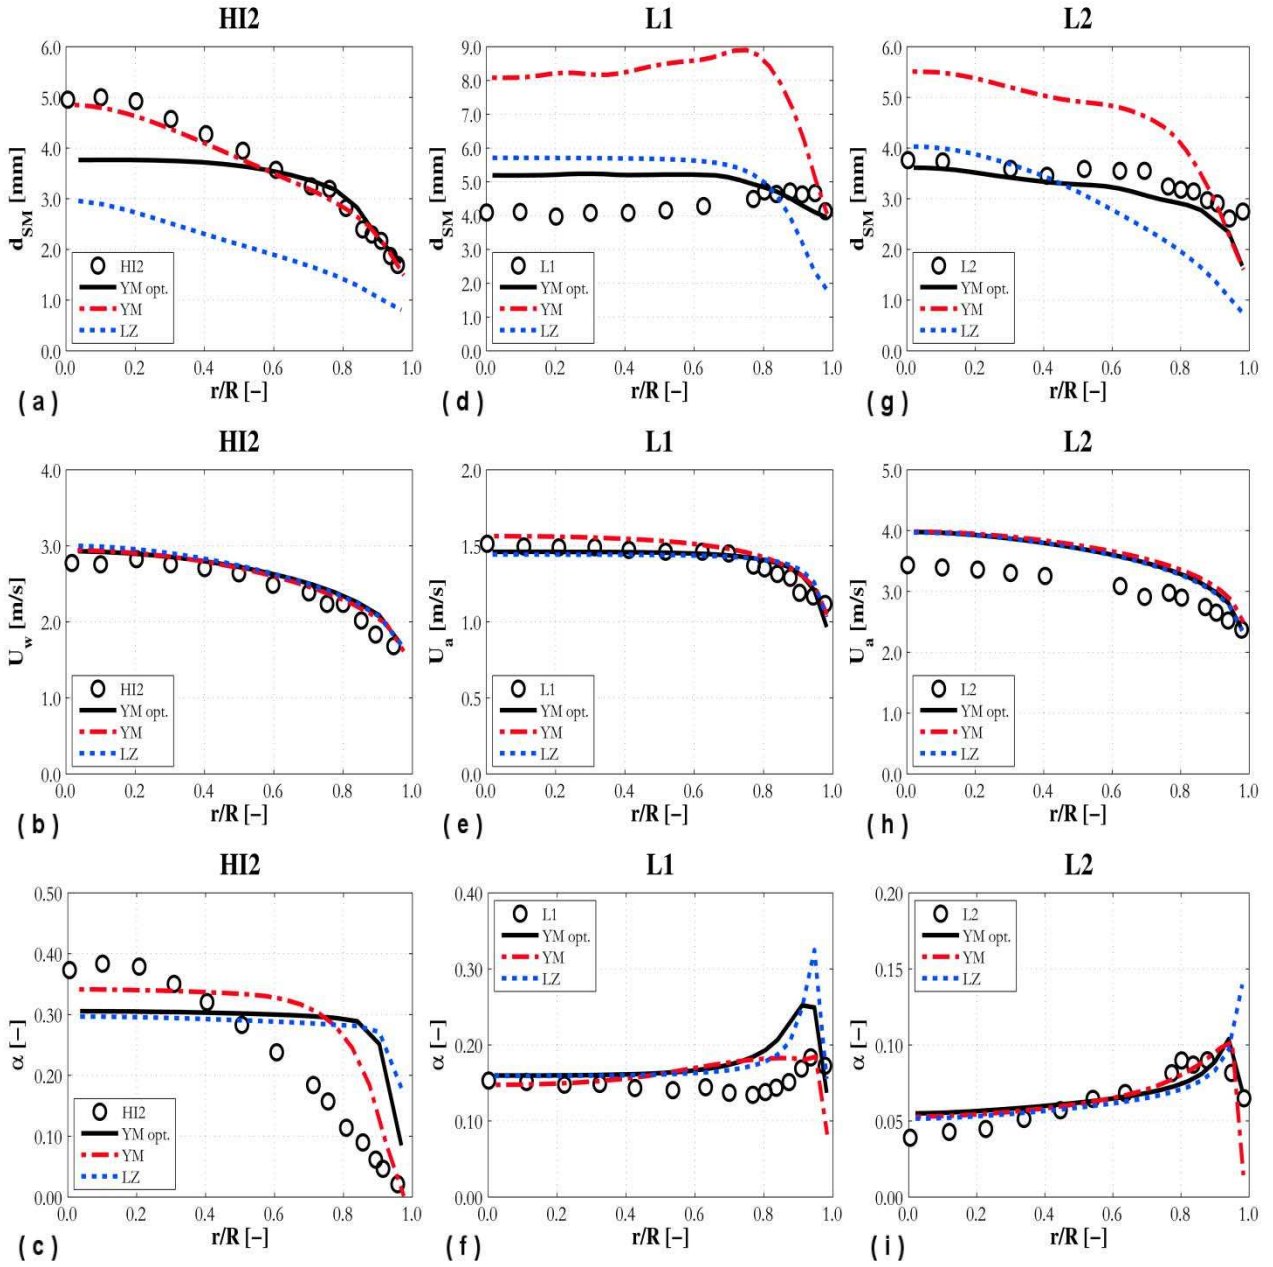 HI2
6.0
5.0
4.0
3.0
2.0
1.0
0.0
d_SM [mm]
HI2
YM opt.
YM
LZ
0.0 0.2 0.4 0.6 0.8 1.0
r/R [–]
( a )
L1
9.0
8.0
7.0
6.0
5.0
4.0
3.0
2.0
1.0
0.0
d_SM [mm]
L1
YM opt.
YM
LZ
0.0 0.2 0.4 0.6 0.8 1.0
r/R [–]
( d )
L2
6.0
5.0
4.0
3.0
2.0
1.0
0.0
d_SM [mm]
L2
YM opt.
YM
LZ
0.0 0.2 0.4 0.6 0.8 1.0
r/R [–]
( g )
HI2
4.0
3.0
2.0
1.0
0.0
U_w [m/s]
HI2
YM opt.
YM
LZ
0.0 0.2 0.4 0.6 0.8 1.0
r/R [–]
( b )
L1
2.0
1.5
1.0
0.5
0.0
U_a [m/s]
L1
YM opt.
YM
LZ
0.0 0.2 0.4 0.6 0.8 1.0
r/R [–]
( e )
L2
5.0
4.0
3.0
2.0
1.0
0.0
U_a [m/s]
L2
YM opt.
YM
LZ
0.0 0.2 0.4 0.6 0.8 1.0
r/R [–]
( h )
HI2
0.50
0.40
0.30
0.20
0.10
0.00
α [–]
HI2
YM opt.
YM
LZ
0.0 0.2 0.4 0.6 0.8 1.0
r/R [–]
( c )
L1
0.40
0.30
0.20
0.10
0.00
α [–]
L1
YM opt.
YM
LZ
0.0 0.2 0.4 0.6 0.8 1.0
r/R [–]
( f )
L2
0.20
0.15
0.10
0.05
0.00
α [–]
L2
YM opt.
YM
LZ
0.0 0.2 0.4 0.6 0.8 1.0
r/R [–]
( i )